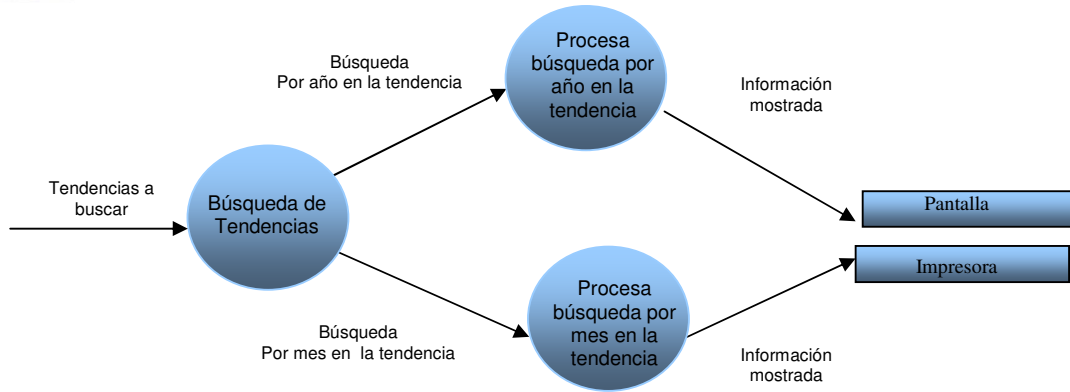 Tendencias a
buscar
Búsqueda de
Tendencias
Búsqueda
Por año en la tendencia
Procesa
búsqueda por
año en la
tendencia
Información
mostrada
Búsqueda
Por mes en la tendencia
Procesa
búsqueda por
mes en la
tendencia
Información
mostrada
Pantalla
Impresora